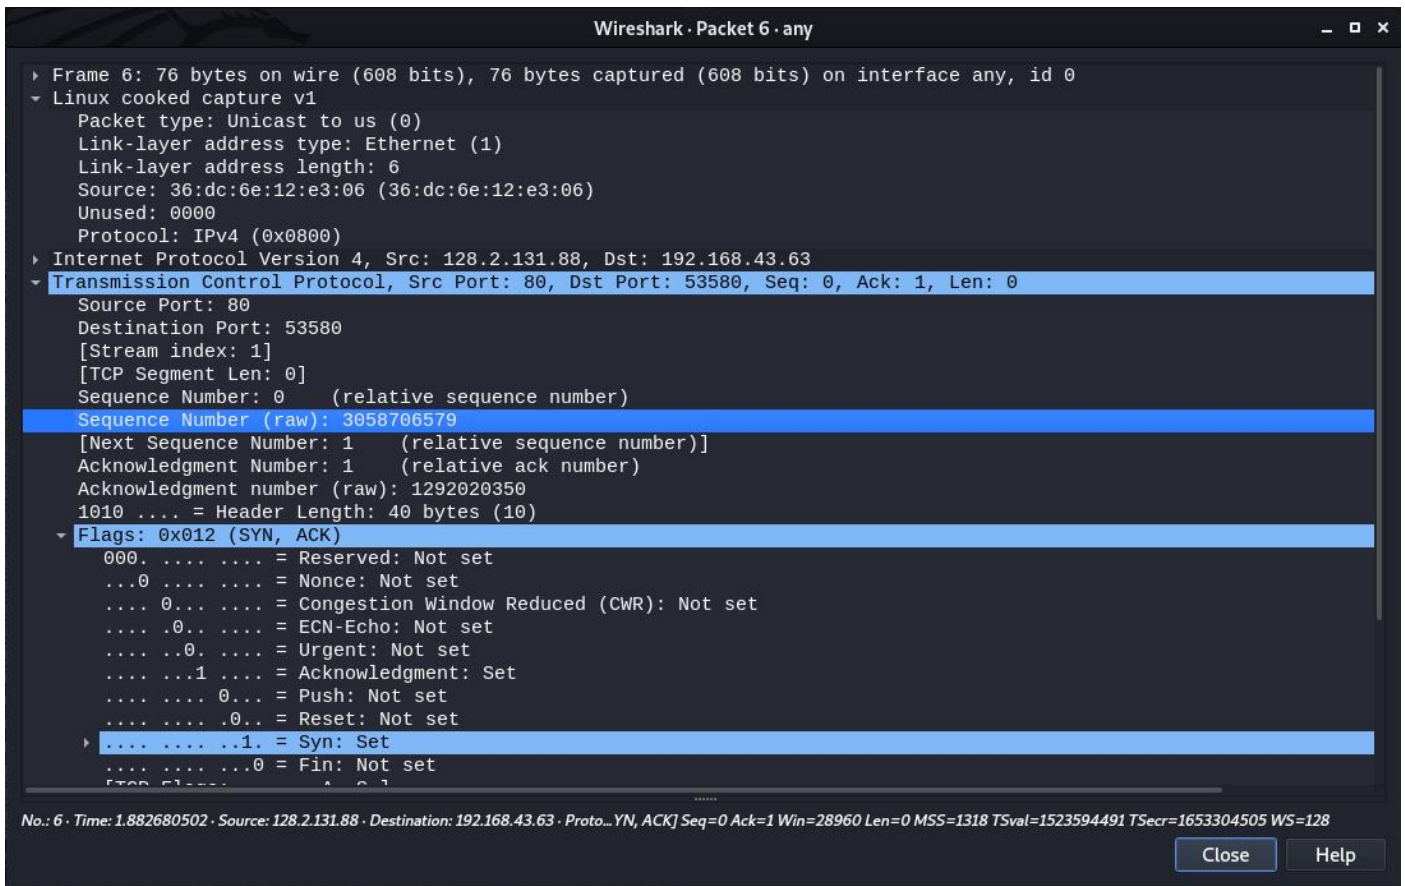 Wireshark · Packet 6 · any
Frame 6: 76 bytes on wire (608 bits), 76 bytes captured (608 bits) on interface any, id 0
Linux cooked capture v1
Packet type: Unicast to us (0)
Link-layer address type: Ethernet (1)
Link-layer address length: 6
Source: 36:dc:6e:12:e3:06 (36:dc:6e:12:e3:06)
Unused: 0000
Protocol: IPv4 (0x0800)
Internet Protocol Version 4, Src: 128.2.131.88, Dst: 192.168.43.63
Transmission Control Protocol, Src Port: 80, Dst Port: 53580, Seq: 0, Ack: 1, Len: 0
Source Port: 80
Destination Port: 53580
[Stream index: 1]
[TCP Segment Len: 0]
Sequence Number: 0    (relative sequence number)
Sequence Number (raw): 3058706579
[Next Sequence Number: 1    (relative sequence number)]
Acknowledgment Number: 1    (relative ack number)
Acknowledgment number (raw): 1292020350
1010 .... = Header Length: 40 bytes (10)
Flags: 0x012 (SYN, ACK)
000. .... .... = Reserved: Not set
...0 .... .... = Nonce: Not set
.... 0... .... = Congestion Window Reduced (CWR): Not set
.... .0.. .... = ECN-Echo: Not set
.... ..0. .... = Urgent: Not set
.... ...1 .... = Acknowledgment: Set
.... .... 0... = Push: Not set
.... .... .0.. = Reset: Not set
.... .... ..1. = Syn: Set
.... .... ...0 = Fin: Not set
No.: 6 · Time: 1.882680502 · Source: 128.2.131.88 · Destination: 192.168.43.63 · Proto...YN, ACK] Seq=0 Ack=1 Win=28960 Len=0 MSS=1318 TSval=1523594491 TSecr=1653304505 WS=128
Close
Help